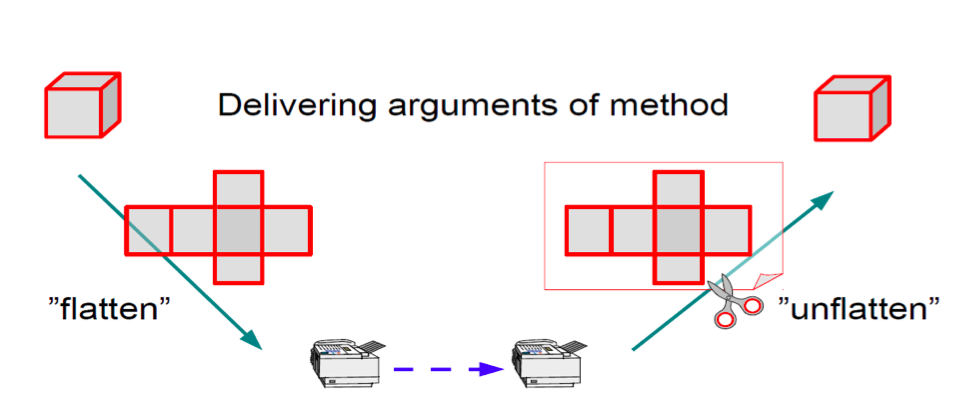 Delivering arguments of method
”flatten”
”unflatten”